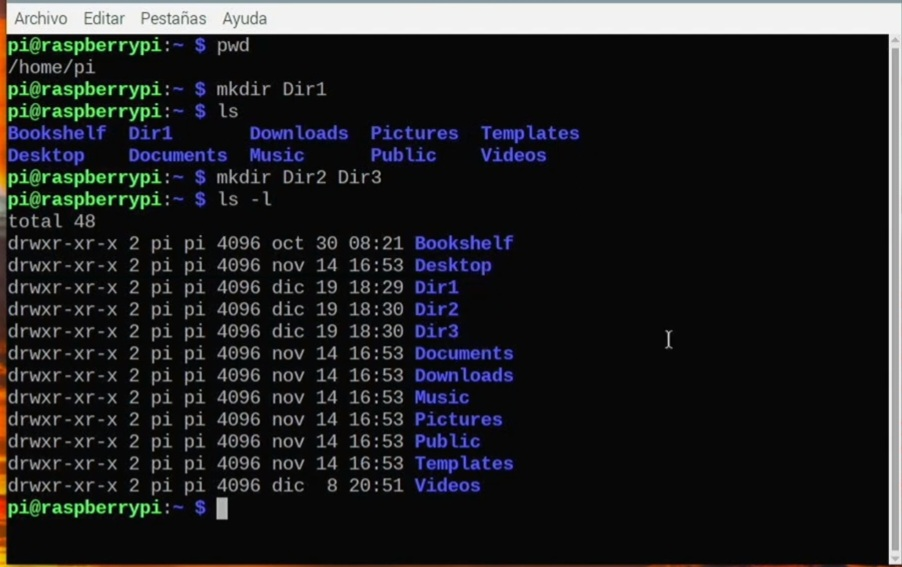 Archivo Editar Pestañas Ayuda
pi@raspberrypi:~ $ pwd
/home/pi
pi@raspberrypi:~ $ mkdir Dir1
pi@raspberrypi:~ $ ls
Bookshelf  Dir1       Downloads  Pictures  Templates
Desktop    Documents  Music      Public    Videos
pi@raspberrypi:~ $ mkdir Dir2 Dir3
pi@raspberrypi:~ $ ls -l
total 48
drwxr-xr-x 2 pi pi 4096 oct 30 08:21 Bookshelf
drwxr-xr-x 2 pi pi 4096 nov 14 16:53 Desktop
drwxr-xr-x 2 pi pi 4096 dic 19 18:29 Dir1
drwxr-xr-x 2 pi pi 4096 dic 19 18:30 Dir2
drwxr-xr-x 2 pi pi 4096 dic 19 18:30 Dir3
drwxr-xr-x 2 pi pi 4096 nov 14 16:53 Documents
drwxr-xr-x 2 pi pi 4096 nov 14 16:53 Downloads
drwxr-xr-x 2 pi pi 4096 nov 14 16:53 Music
drwxr-xr-x 2 pi pi 4096 nov 14 16:53 Pictures
drwxr-xr-x 2 pi pi 4096 nov 14 16:53 Public
drwxr-xr-x 2 pi pi 4096 nov 14 16:53 Templates
drwxr-xr-x 2 pi pi 4096 dic  8 20:51 Videos
pi@raspberrypi:~ $